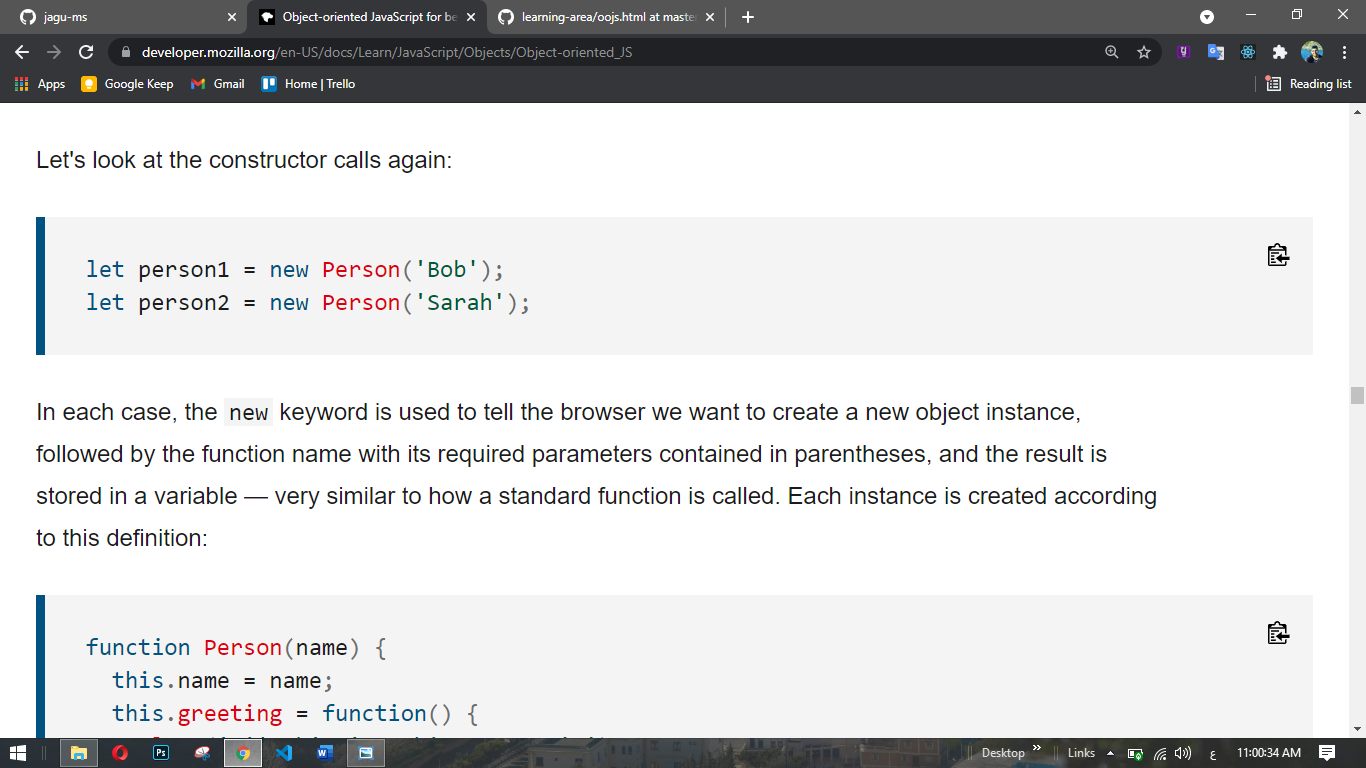 jagu-ms
Object-oriented JavaScript for be
learning-area/oojs.html at maste
developer.mozilla.org/en-US/docs/Learn/JavaScript/Objects/Object-oriented_JS
Apps Google Keep Gmail Home | Trello Reading list
Let's look at the constructor calls again:
let person1 = new Person('Bob');
let person2 = new Person('Sarah');
In each case, the new keyword is used to tell the browser we want to create a new object instance,
followed by the function name with its required parameters contained in parentheses, and the result is
stored in a variable — very similar to how a standard function is called. Each instance is created according
to this definition:
function Person(name) {
this.name = name;
this.greeting = function() {
Desktop » Links ع 11:00:34 AM